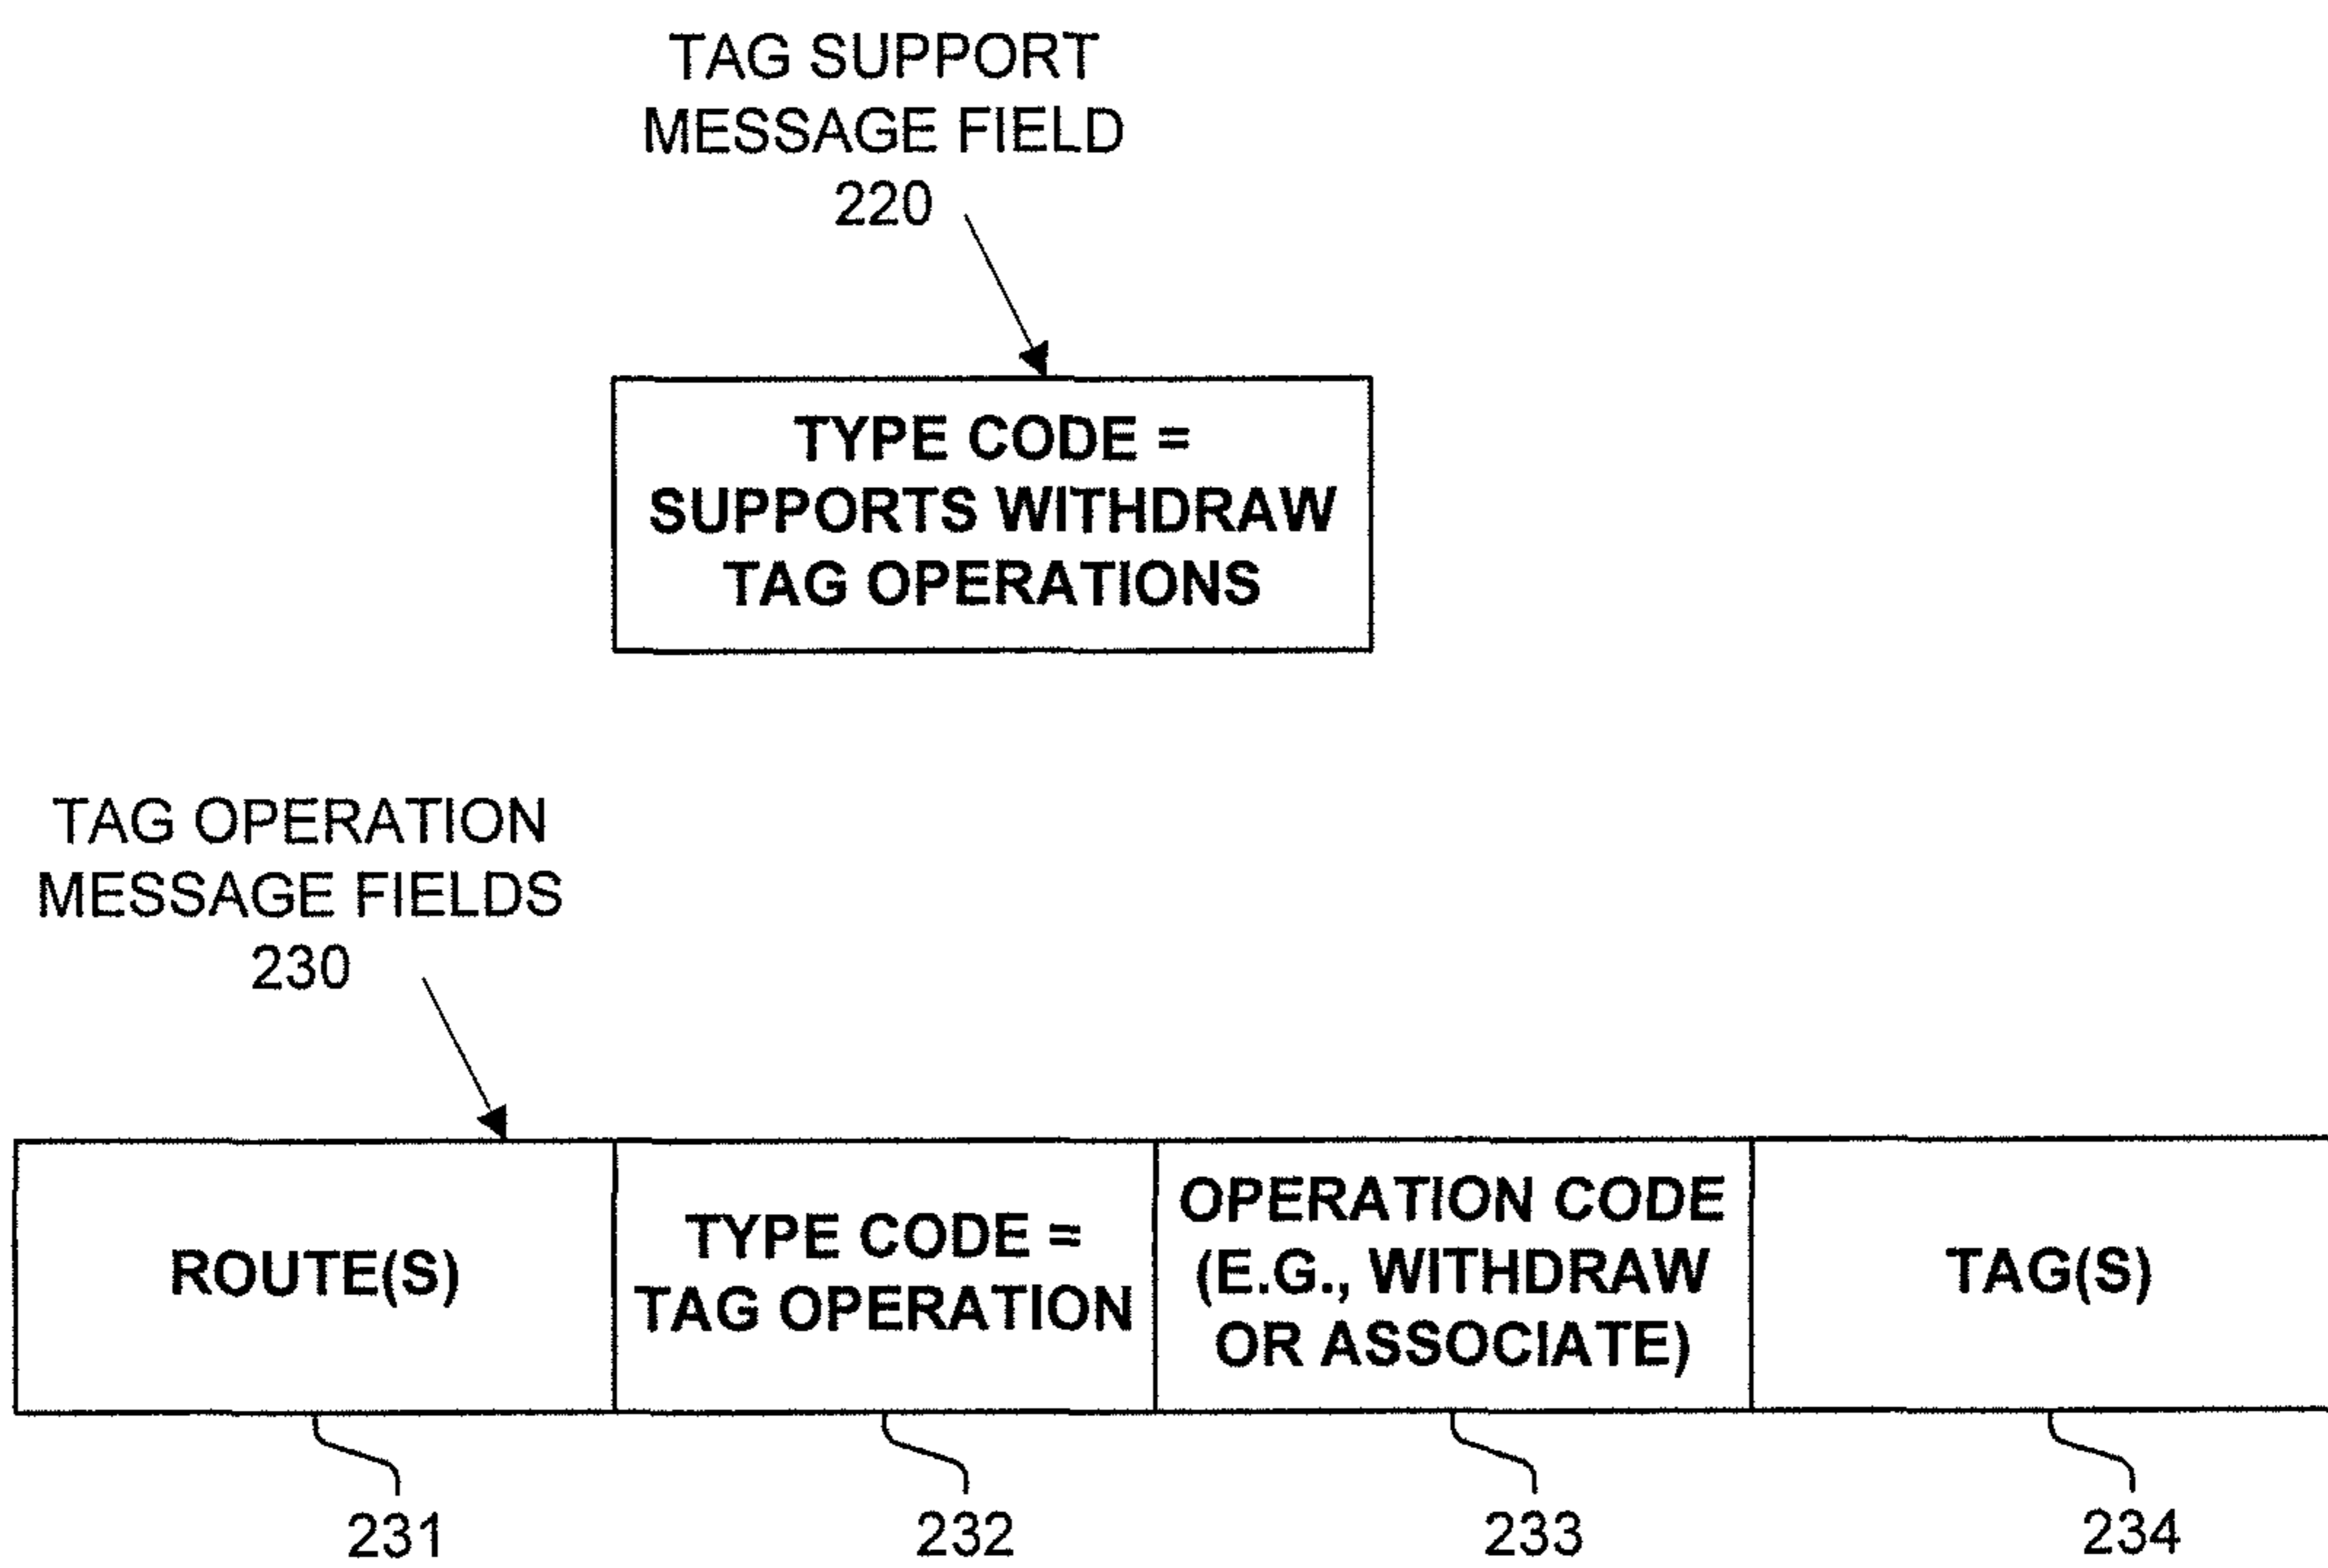 TAG SUPPORT
MESSAGE FIELD
220
TYPE CODE =
SUPPORTS WITHDRAW
TAG OPERATIONS
TAG OPERATION
MESSAGE FIELDS
230
ROUTE(S)
TYPE CODE =
TAG OPERATION
OPERATION CODE
(E.G., WITHDRAW
OR ASSOCIATE)
TAG(S)
231
232
233
234